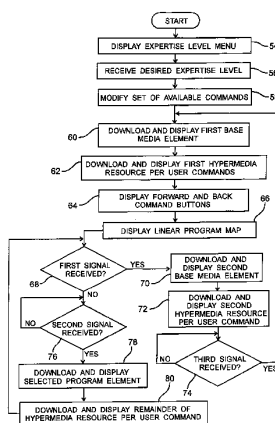 START
DISPLAY EXPERTISE LEVEL MENU
54
RECEIVE DESIRED EXPERTISE LEVEL
MODIFY SET OF AVAILABLE COMMANDS
60
DOWNLOAD AND DISPLAY FIRST BASE
MEDIA ELEMENT
62
DOWNLOAD AND DISPLAY FIRST HYPERMEDIA
RESOURCE PER USER COMMANDS
64
DISPLAY FORWARD AND BACK
COMMAND BUTTONS
66
DISPLAY LINEAR PROGRAM MAP
FIRST SIGNAL
RECEIVED?
YES
68
NO
DOWNLOAD AND
DISPLAY SECOND
BASE MEDIA ELEMENT
70
72
DOWNLOAD AND
DISPLAY SECOND
HYPERMEDIA RESOURCE
PER USER COMMAND
NO
SECOND SIGNAL
RECEIVED?
76
YES
NO
THIRD SIGNAL
RECEIVED?
YES
74
78
DOWNLOAD AND DISPLAY
SELECTED PROGRAM ELEMENT
80
DOWNLOAD AND DISPLAY REMAINDER OF
HYPERMEDIA RESOURCE PER USER COMMAND